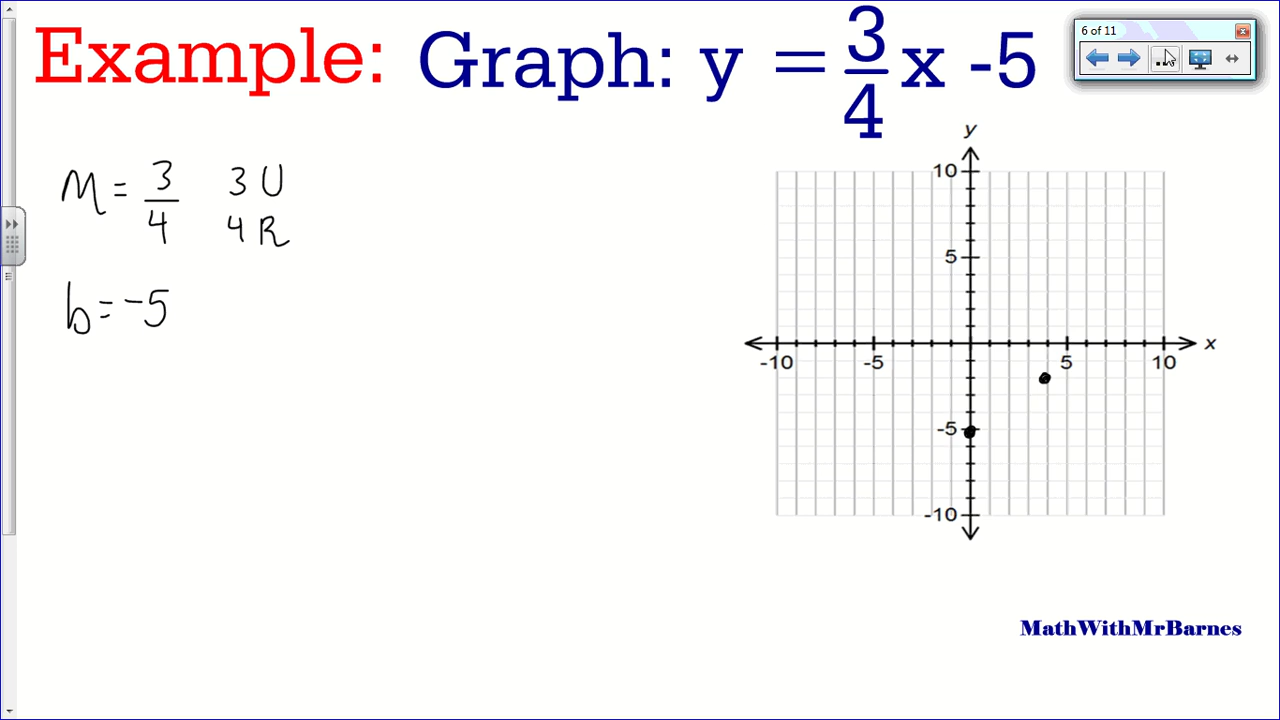 Example: Graph: y = 3/4 x -5
6 of 11
M = 3/4 3 U
4 R
b = -5
y
10
5
-10 -5 5 10 x
-5
-10
MathWithMrBarnes